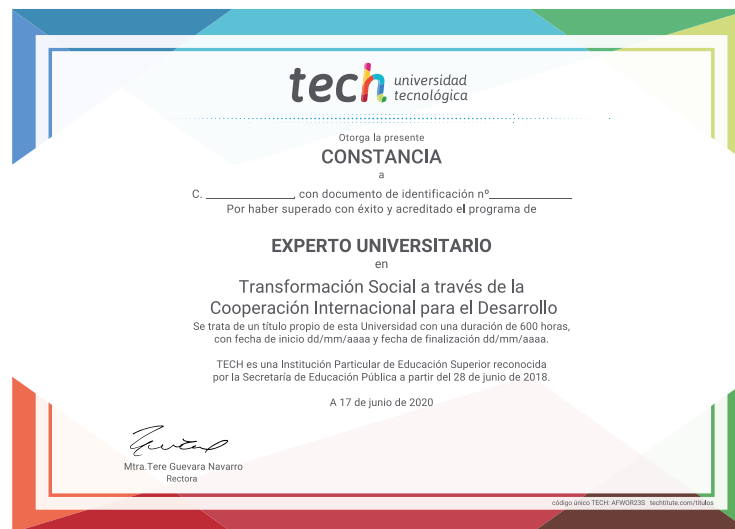 tech universidad
tecnológica
Otorga la presente
CONSTANCIA
a
C. ______________, con documento de identificación nº_____________
Por haber superado con éxito y acreditado el programa de
EXPERTO UNIVERSITARIO
en
Transformación Social a través de la
Cooperación Internacional para el Desarrollo
Se trata de un título propio de esta Universidad con una duración de 600 horas,
con fecha de inicio dd/mm/aaaa y fecha de finalización dd/mm/aaaa.
TECH es una Institución Particular de Educación Superior reconocida
por la Secretaría de Educación Pública a partir del 28 de junio de 2018.
A 17 de junio de 2020
Mtra.Tere Guevara Navarro
Rectora
código único TECH: AFWOR23S techtitute.com/títulos